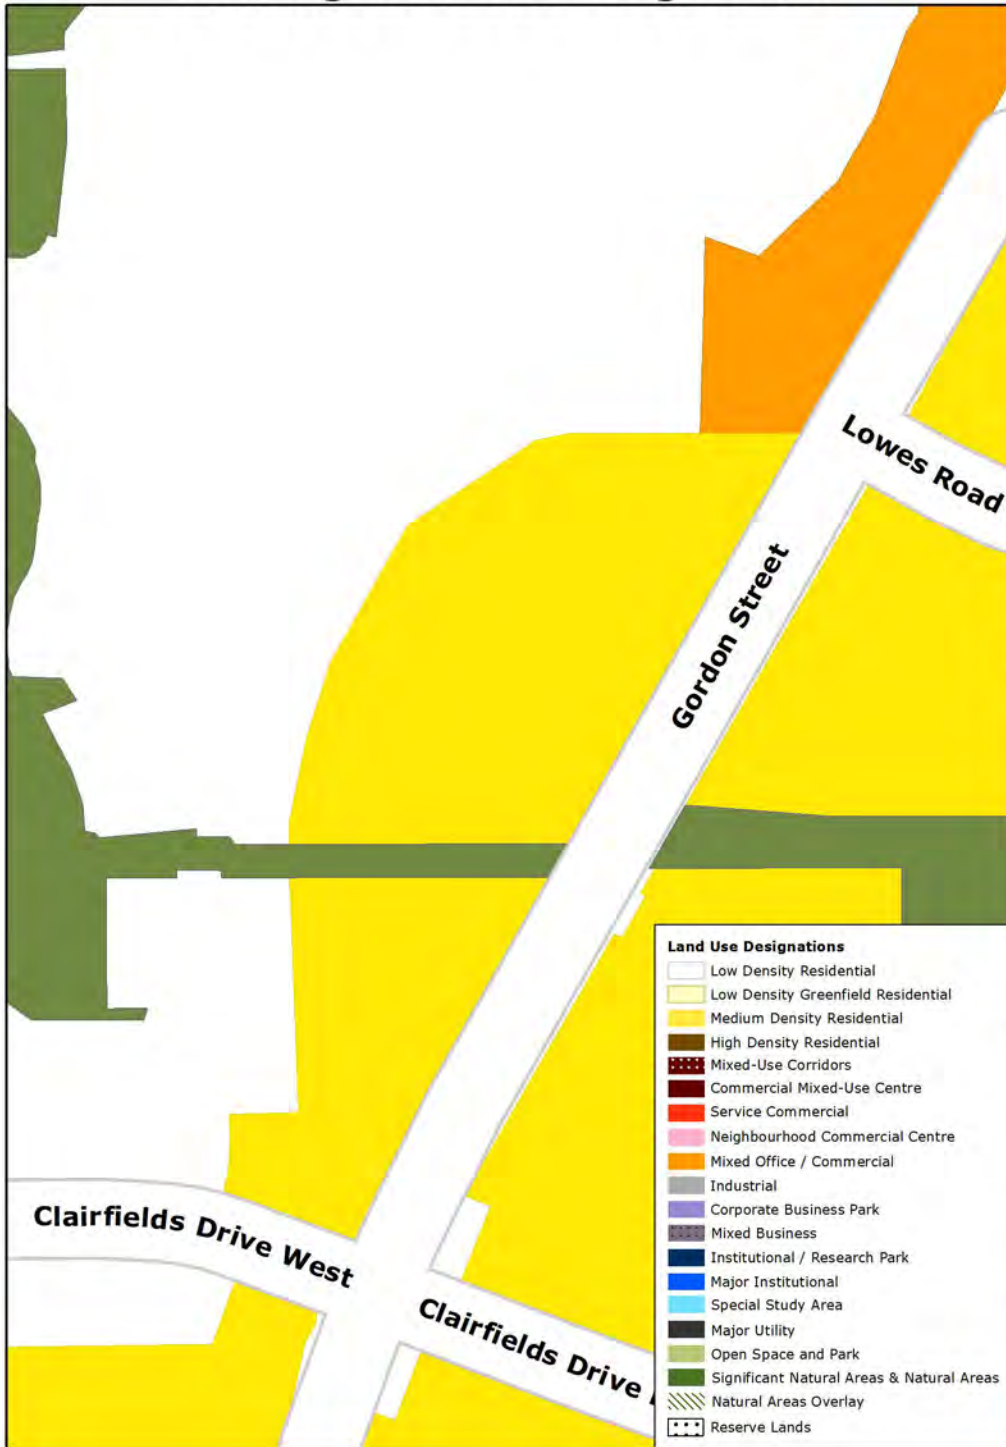 Lowes Road
Gordon Street
Clairfields Drive West
Clairfields Drive
Land Use Designations
Low Density Residential
Low Density Greenfield Residential
Medium Density Residential
High Density Residential
Mixed-Use Corridors
Commercial Mixed-Use Centre
Service Commercial
Neighbourhood Commercial Centre
Mixed Office / Commercial
Industrial
Corporate Business Park
Mixed Business
Institutional / Research Park
Major Institutional
Special Study Area
Major Utility
Open Space and Park
Significant Natural Areas & Natural Areas
Natural Areas Overlay
Reserve Lands